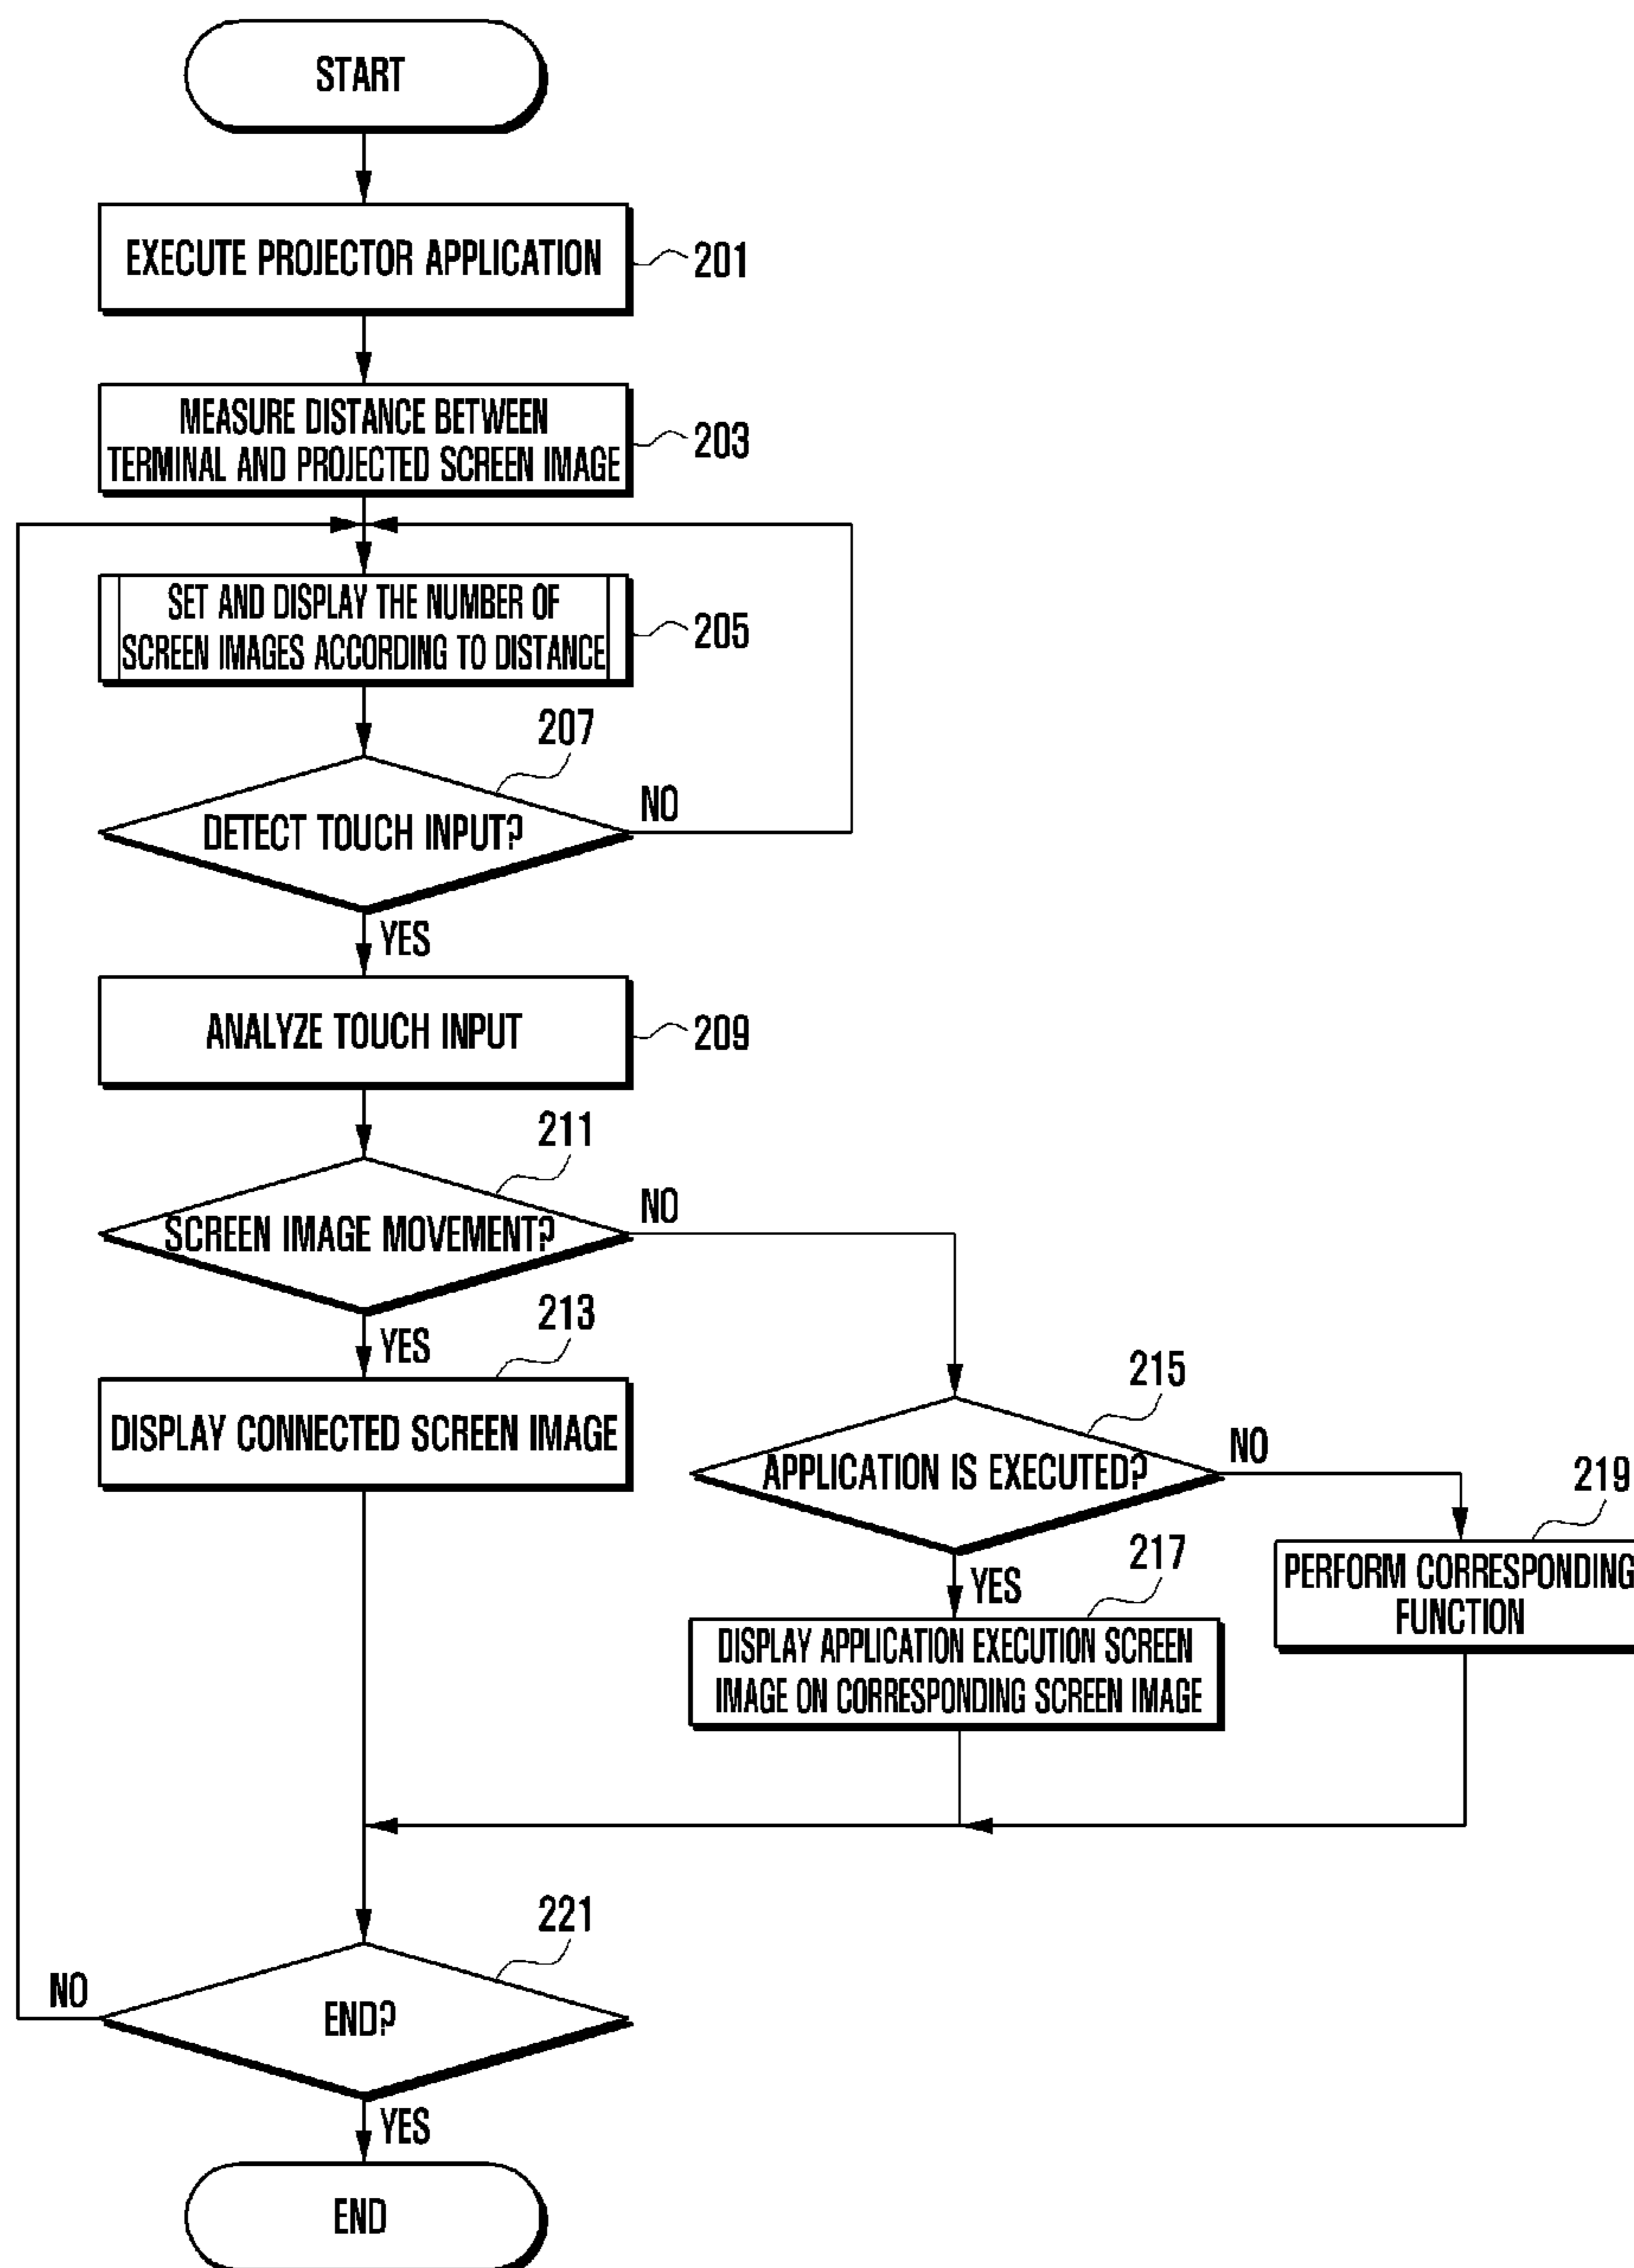 START
EXECUTE PROJECTOR APPLICATION
201
MEASURE DISTANCE BETWEEN
TERMINAL AND PROJECTED SCREEN IMAGE
203
SET AND DISPLAY THE NUMBER OF
SCREEN IMAGES ACCORDING TO DISTANCE
205
207
DETECT TOUCH INPUT?
NO
YES
ANALYZE TOUCH INPUT
209
211
SCREEN IMAGE MOVEMENT?
NO
YES
213
DISPLAY CONNECTED SCREEN IMAGE
215
APPLICATION IS EXECUTED?
NO
YES
217
DISPLAY APPLICATION EXECUTION SCREEN
IMAGE ON CORRESPONDING SCREEN IMAGE
219
PERFORM CORRESPONDING
FUNCTION
221
END?
NO
YES
END